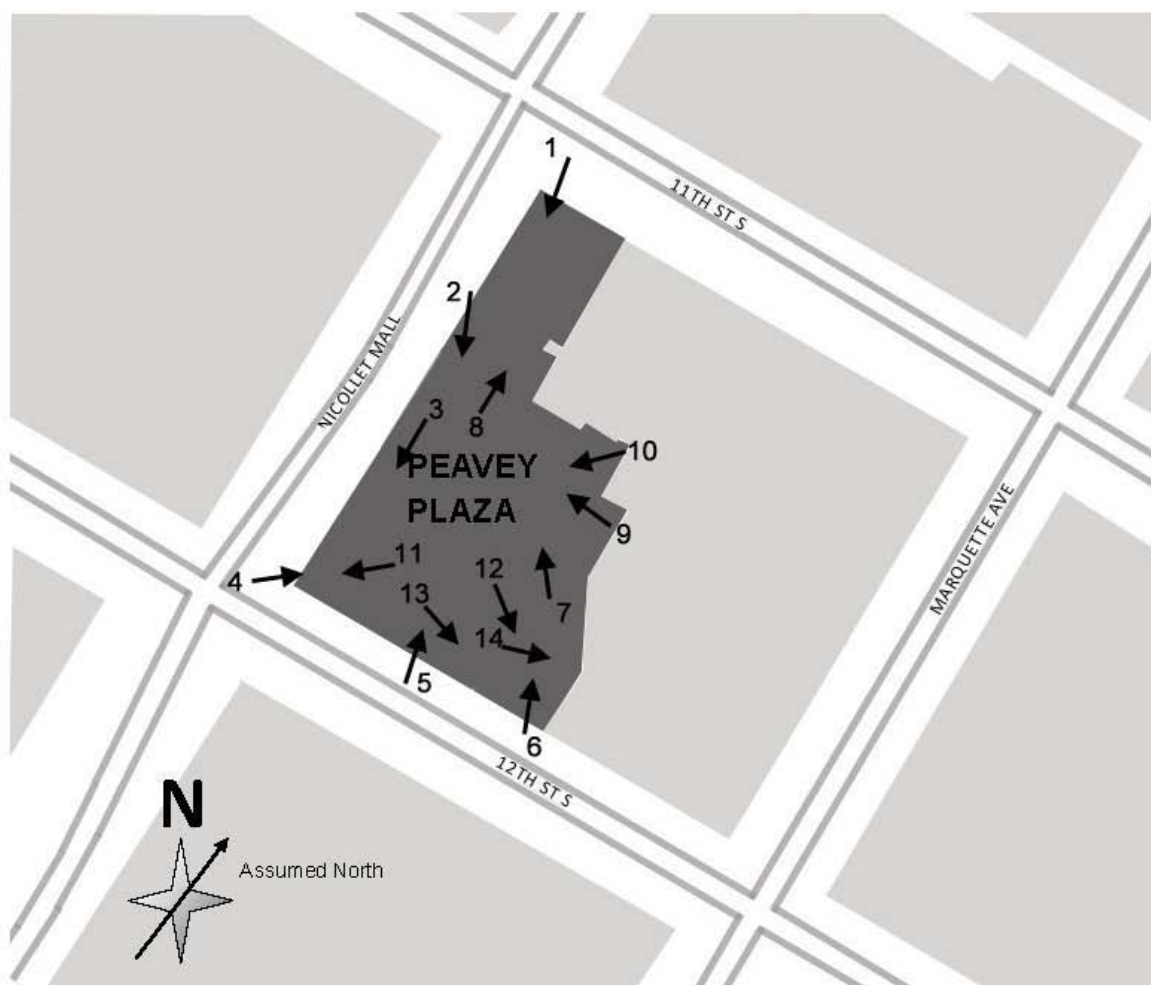 1
11TH ST S
2
NICOLLET MALL
3
8
PEAVEY
PLAZA
10
9
MARQUETTE AVE
4
11
12
13
7
14
5
6
12TH ST S
N
Assumed North